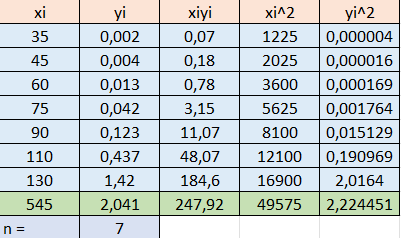 xi yi xiyi xi^2 yi^2
35 0,002 0,07 1225 0,000004
45 0,004 0,18 2025 0,000016
60 0,013 0,78 3600 0,000169
75 0,042 3,15 5625 0,001764
90 0,123 11,07 8100 0,015129
110 0,437 48,07 12100 0,190969
130 1,42 184,6 16900 2,0164
545 2,041 247,92 49575 2,224451
n = 7